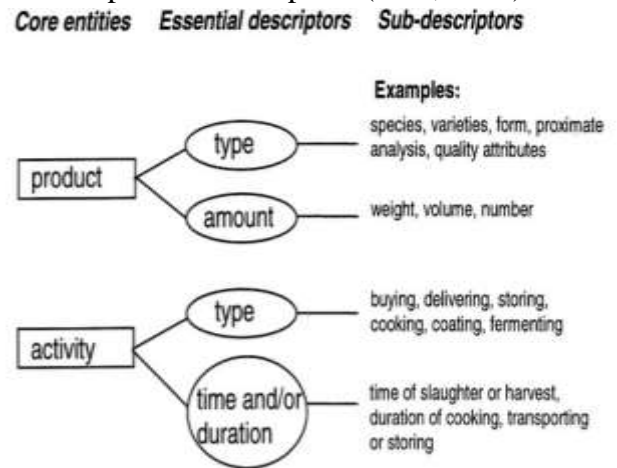 Core entities Essential descriptors Sub-descriptors
Examples:
species, varieties, form, proximate
analysis, quality attributes
type
product
amount
weight, volume, number
buying, delivering, storing,
cooking, coating, fermenting
type
activity
time and/or
duration
time of slaughter or harvest,
duration of cooking, transporting
or storing